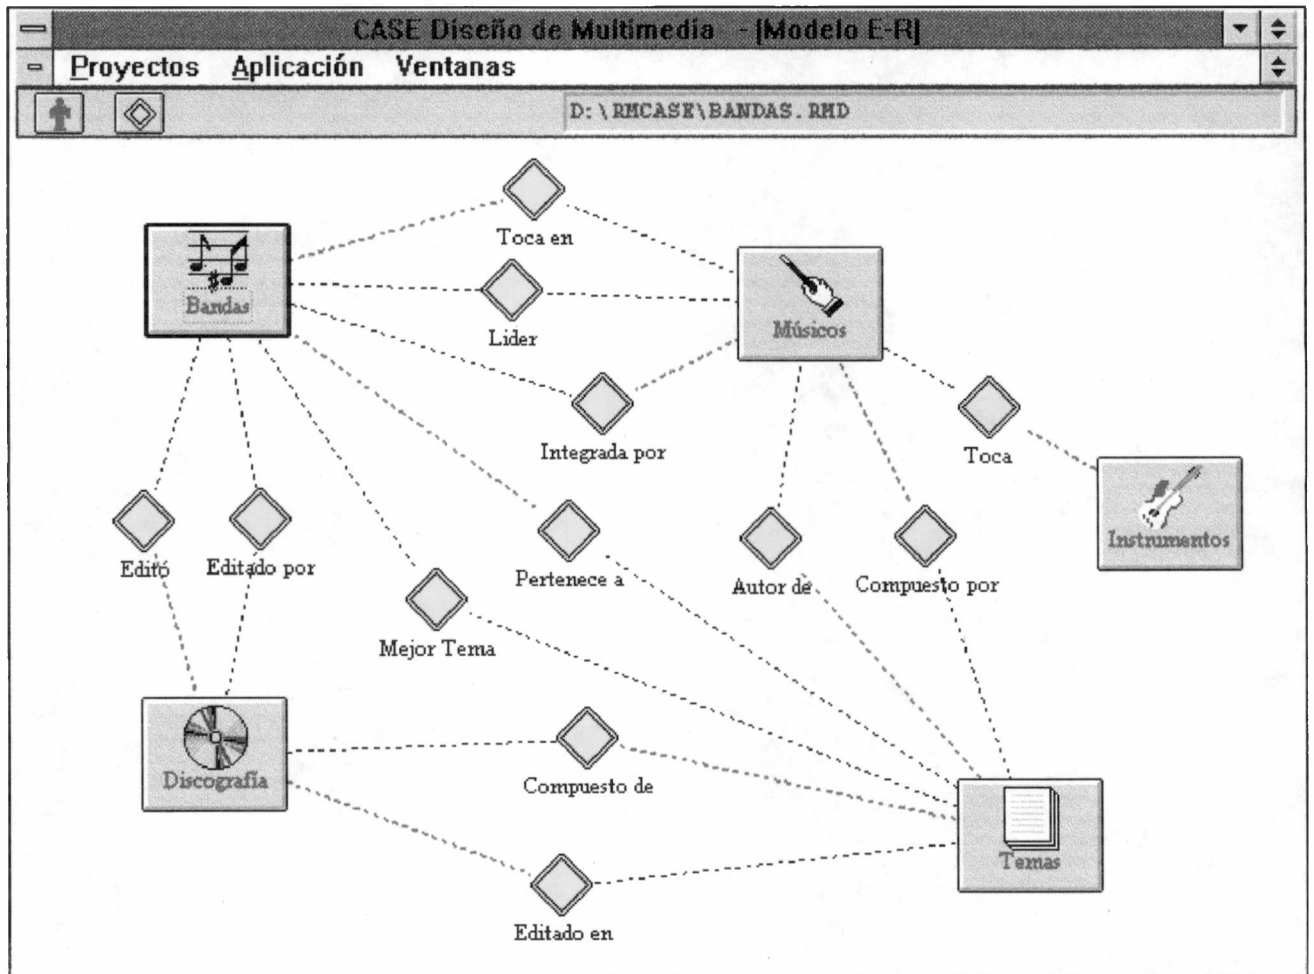 CASE Diseño de Multimedia - [Modelo E-R]
Proyectos Aplicación Ventanas
D:\RMCASE\BANDAS.RMD
Toca en
Bandas
Lider
Músicos
Integrada por
Toca
Instrumentos
Editó
Editado por
Pertenece a
Autor de
Compuesto por
Mejor Tema
Discografía
Compuesto de
Temas
Editado en